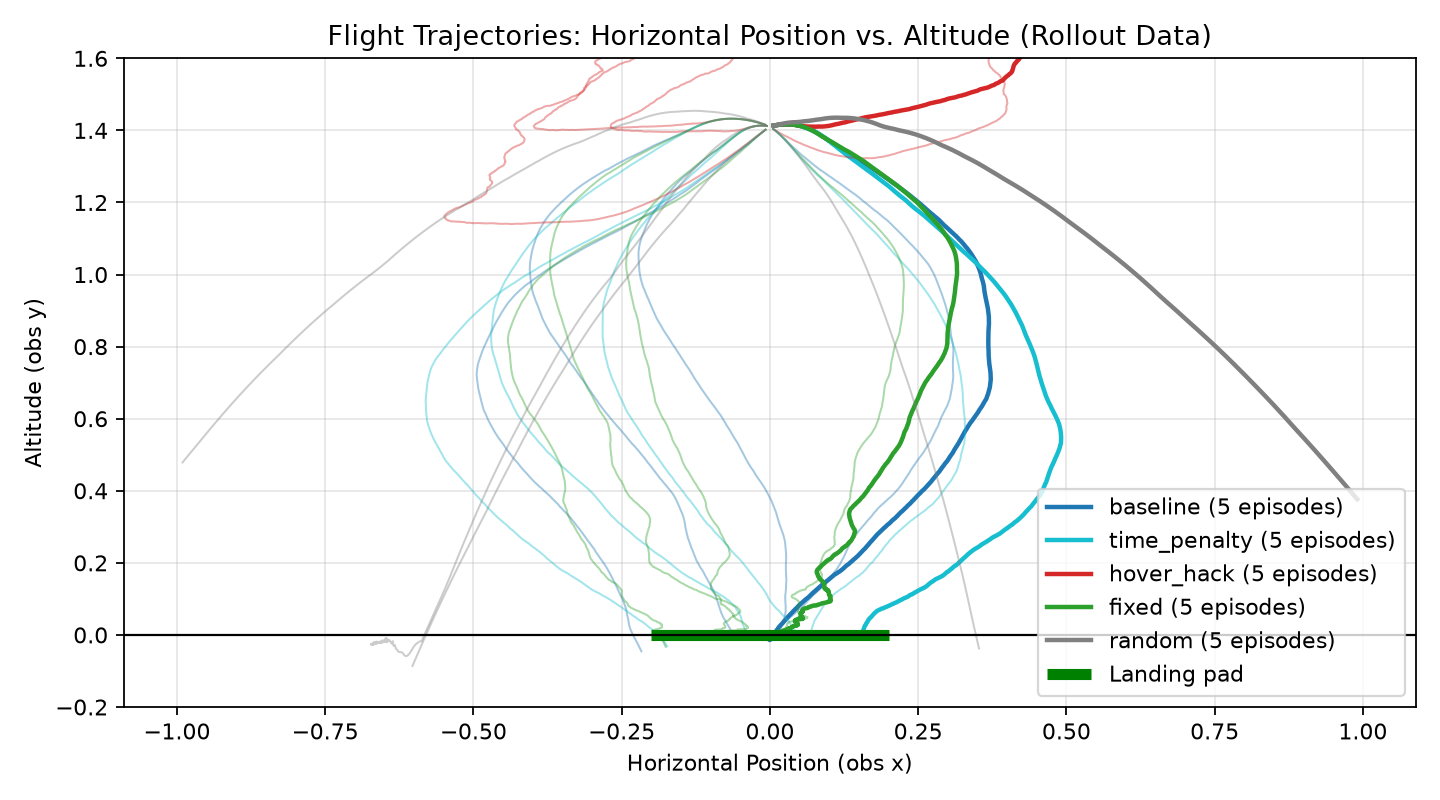 Flight Trajectories: Horizontal Position vs. Altitude (Rollout Data)
Altitude (obs y)
1.6
1.4
1.2
1.0
0.8
0.6
0.4
0.2
0.0
−0.2
−1.00
−0.75
−0.50
−0.25
0.00
0.25
0.50
0.75
1.00
Horizontal Position (obs x)
baseline (5 episodes)
time_penalty (5 episodes)
hover_hack (5 episodes)
fixed (5 episodes)
random (5 episodes)
Landing pad